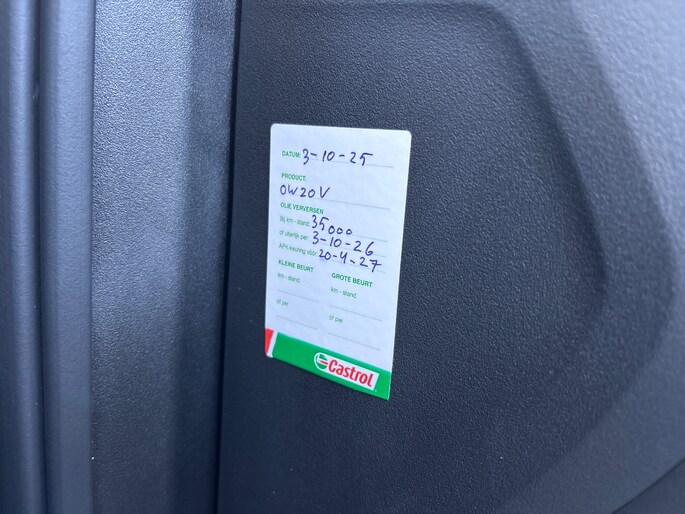 DATUM: 3-10-25
PRODUCT:
0W20 V
OLIE VERVERSEN
Bij km - stand: 35000
of uiterlijk per: 3-10-26
APK-keuring vóór: 20-4-27
KLEINE BEURT GROTE BEURT
km - stand: km - stand:
of per of per
Castrol